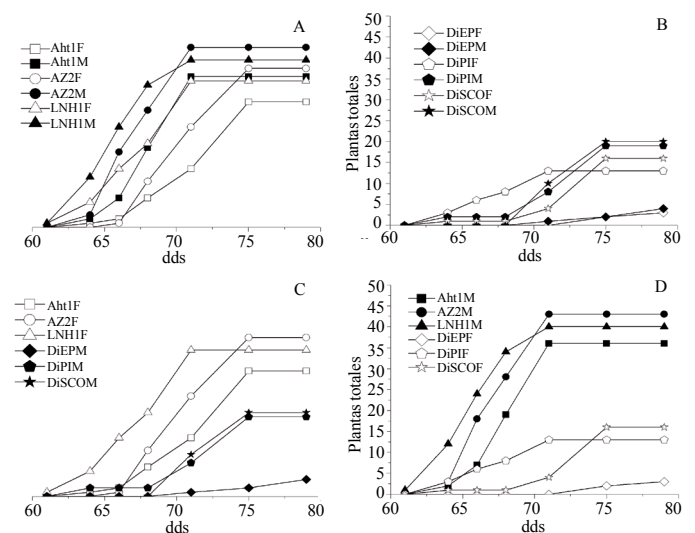 A
Aht1F
Aht1M
AZ2F
AZ2M
LNH1F
LNH1M
60 65 70 75 80
dds
B
DiEPF
DiEPM
DiPIF
DiPIM
DiSCOF
DiSCOM
Plantas totales
50
45
40
35
30
25
20
15
10
5
0
60 65 70 75 80
dds
C
Aht1F
AZ2F
LNH1F
DiEPM
DiPIM
DiSCOM
60 65 70 75 80
dds
D
Aht1M
AZ2M
LNH1M
DiEPF
DiPIF
DiSCOF
Plantas totales
50
45
40
35
30
25
20
15
10
5
0
60 65 70 75 80
dds